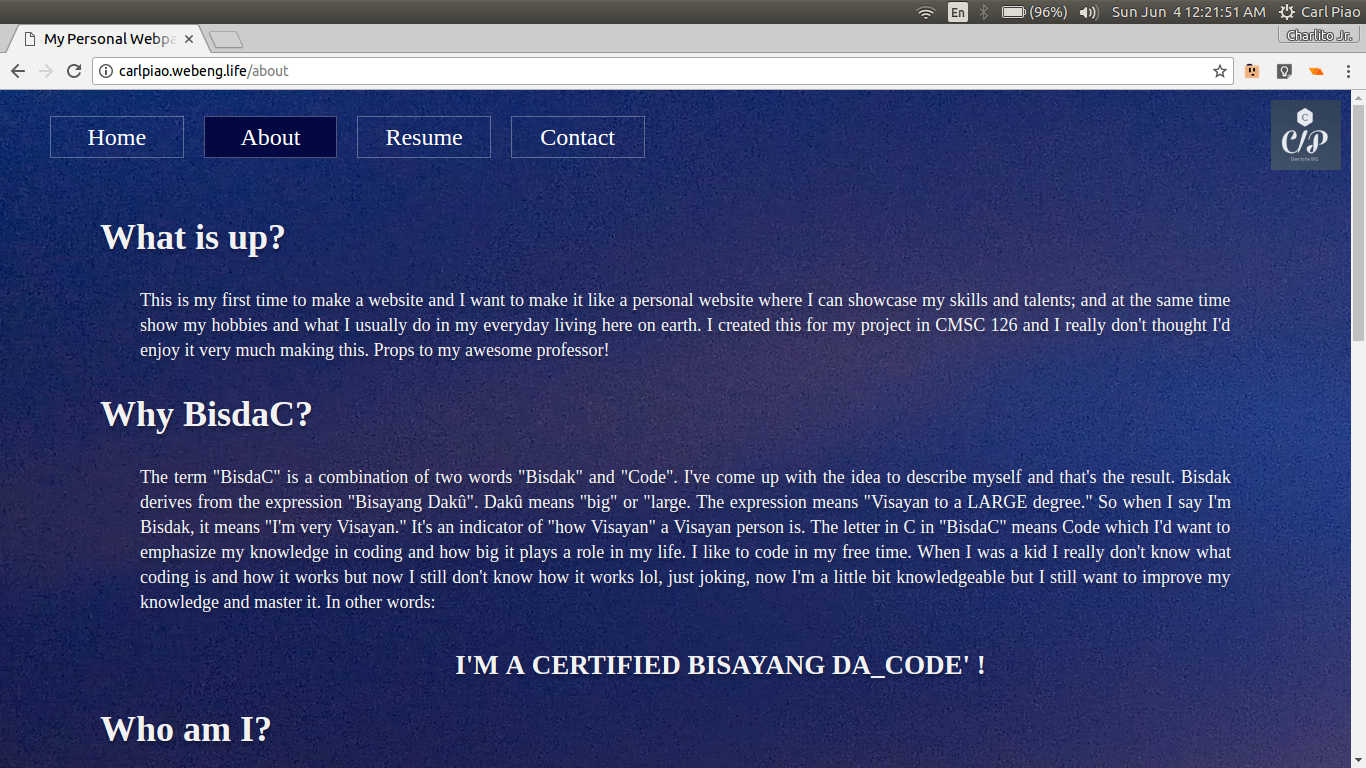 En (96%) Sun Jun 4 12:21:51 AM Carl Piao
My Personal Webpa Charlito Jr.
carlpiao.webeng.life/about
Home About Resume Contact
C
C/P
What is up?
This is my first time to make a website and I want to make it like a personal website where I can showcase my skills and talents; and at the same time
show my hobbies and what I usually do in my everyday living here on earth. I created this for my project in CMSC 126 and I really don't thought I'd
enjoy it very much making this. Props to my awesome professor!
Why BisdaC?
The term "BisdaC" is a combination of two words "Bisdak" and "Code". I've come up with the idea to describe myself and that's the result. Bisdak
derives from the expression "Bisayang Dakû". Dakû means "big" or "large. The expression means "Visayan to a LARGE degree." So when I say I'm
Bisdak, it means "I'm very Visayan." It's an indicator of "how Visayan" a Visayan person is. The letter in C in "BisdaC" means Code which I'd want to
emphasize my knowledge in coding and how big it plays a role in my life. I like to code in my free time. When I was a kid I really don't know what
coding is and how it works but now I still don't know how it works lol, just joking, now I'm a little bit knowledgeable but I still want to improve my
knowledge and master it. In other words:
I'M A CERTIFIED BISAYANG DA_CODE' !
Who am I?